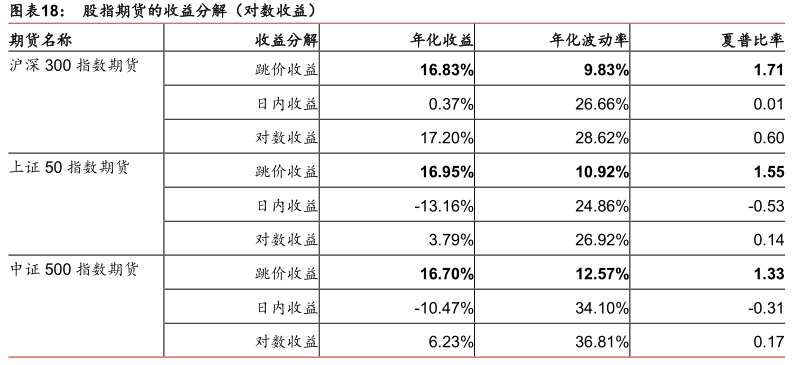 图表18： 股指期货的收益分解（对数收益）
期货名称 收益分解 年化收益 年化波动率 夏普比率
沪深 300 指数期货 跳价收益 16.83% 9.83% 1.71
日内收益 0.37% 26.66% 0.01
对数收益 17.20% 28.62% 0.60
上证 50 指数期货 跳价收益 16.95% 10.92% 1.55
日内收益 -13.16% 24.86% -0.53
对数收益 3.79% 26.92% 0.14
中证 500 指数期货 跳价收益 16.70% 12.57% 1.33
日内收益 -10.47% 34.10% -0.31
对数收益 6.23% 36.81% 0.17